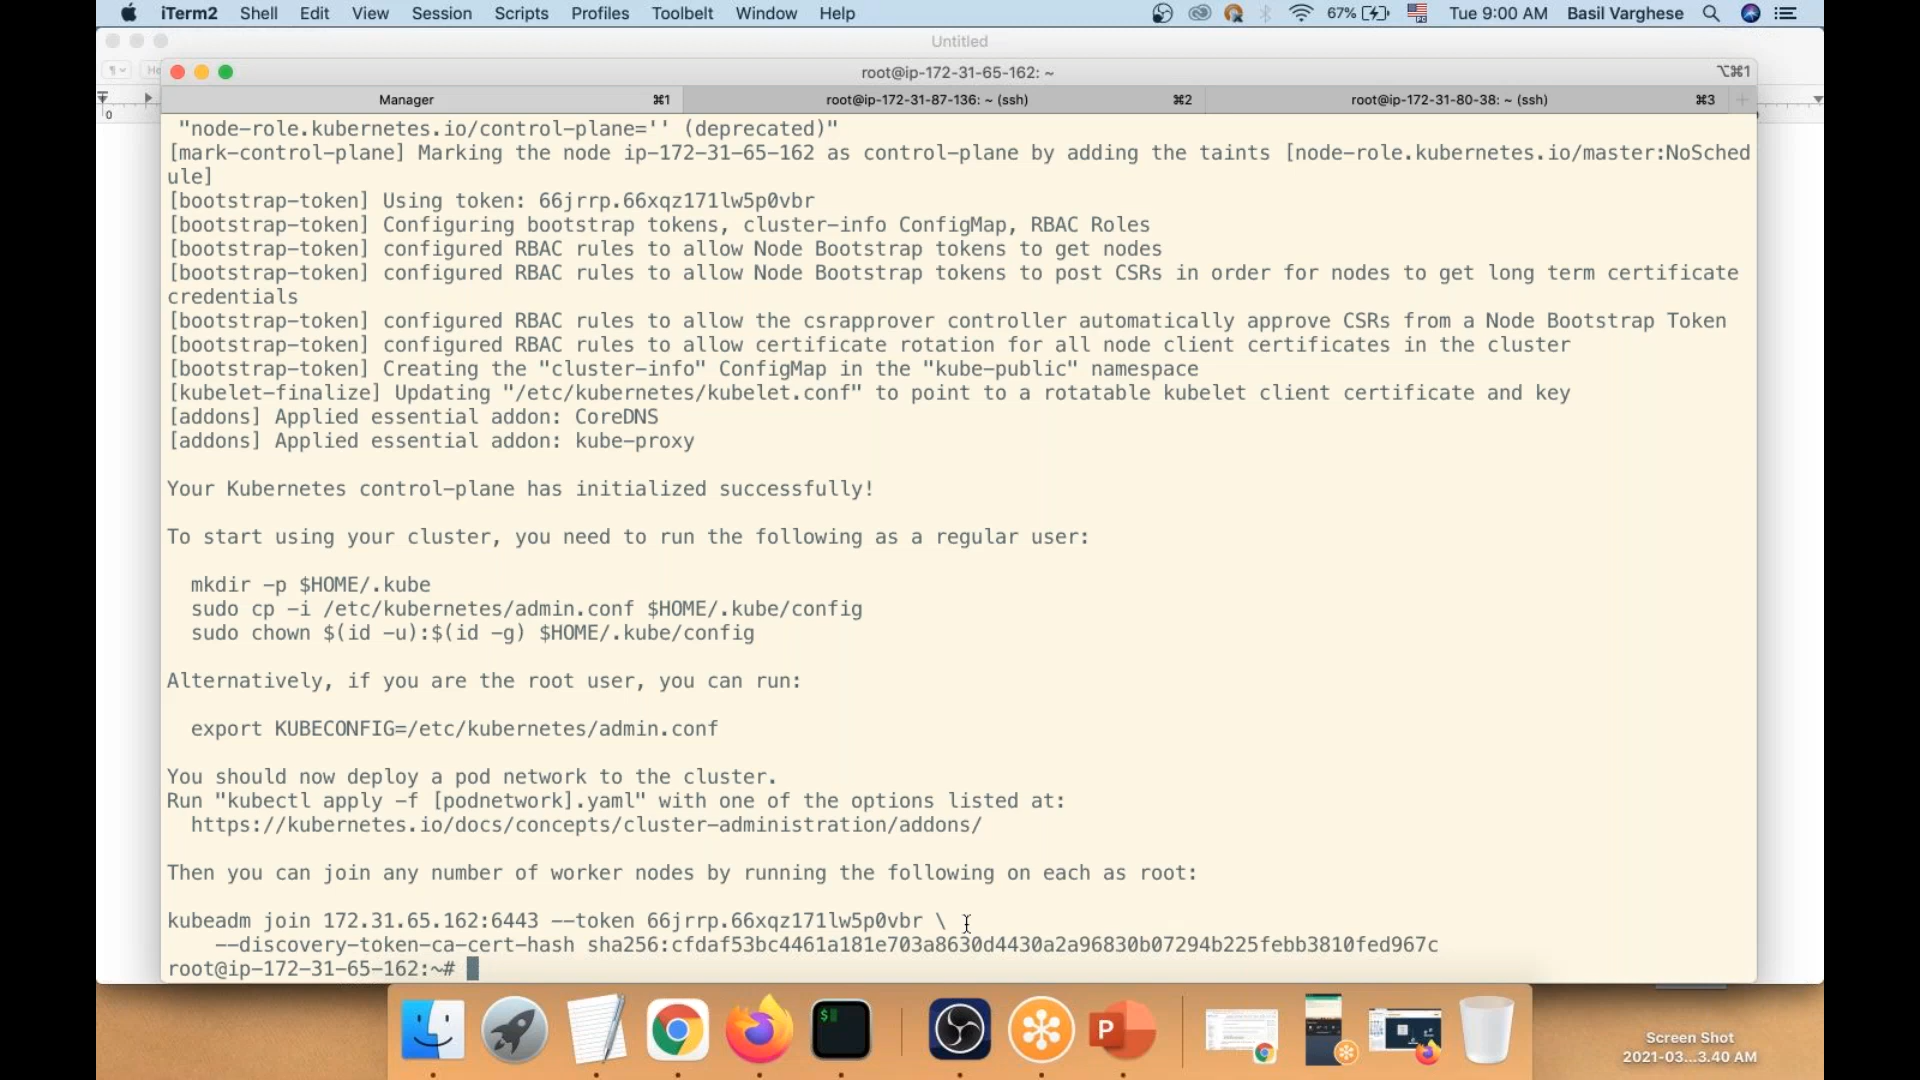 iTerm2 Shell Edit View Session Scripts Profiles Toolbelt Window Help 67% Tue 9:00 AM Basil Varghese
Untitled
root@ip-172-31-65-162: ~ ⌥⌘1
Manager ⌘1 root@ip-172-31-87-136: ~ (ssh) ⌘2 root@ip-172-31-80-38: ~ (ssh) ⌘3
0
"node-role.kubernetes.io/control-plane='' (deprecated)"
[mark-control-plane] Marking the node ip-172-31-65-162 as control-plane by adding the taints [node-role.kubernetes.io/master:NoSched
ule]
[bootstrap-token] Using token: 66jrrp.66xqz171lw5p0vbr
[bootstrap-token] Configuring bootstrap tokens, cluster-info ConfigMap, RBAC Roles
[bootstrap-token] configured RBAC rules to allow Node Bootstrap tokens to get nodes
[bootstrap-token] configured RBAC rules to allow Node Bootstrap tokens to post CSRs in order for nodes to get long term certificate
credentials
[bootstrap-token] configured RBAC rules to allow the csrapprover controller automatically approve CSRs from a Node Bootstrap Token
[bootstrap-token] configured RBAC rules to allow certificate rotation for all node client certificates in the cluster
[bootstrap-token] Creating the "cluster-info" ConfigMap in the "kube-public" namespace
[kubelet-finalize] Updating "/etc/kubernetes/kubelet.conf" to point to a rotatable kubelet client certificate and key
[addons] Applied essential addon: CoreDNS
[addons] Applied essential addon: kube-proxy
Your Kubernetes control-plane has initialized successfully!
To start using your cluster, you need to run the following as a regular user:
mkdir -p $HOME/.kube
sudo cp -i /etc/kubernetes/admin.conf $HOME/.kube/config
sudo chown $(id -u):$(id -g) $HOME/.kube/config
Alternatively, if you are the root user, you can run:
export KUBECONFIG=/etc/kubernetes/admin.conf
You should now deploy a pod network to the cluster.
Run "kubectl apply -f [podnetwork].yaml" with one of the options listed at:
https://kubernetes.io/docs/concepts/cluster-administration/addons/
Then you can join any number of worker nodes by running the following on each as root:
kubeadm join 172.31.65.162:6443 --token 66jrrp.66xqz171lw5p0vbr \
--discovery-token-ca-cert-hash sha256:cfdaf53bc4461a181e703a8630d4430a2a96830b07294b225febb3810fed967c
root@ip-172-31-65-162:~#
$
P
Screen Shot
2021-03...3.40 AM